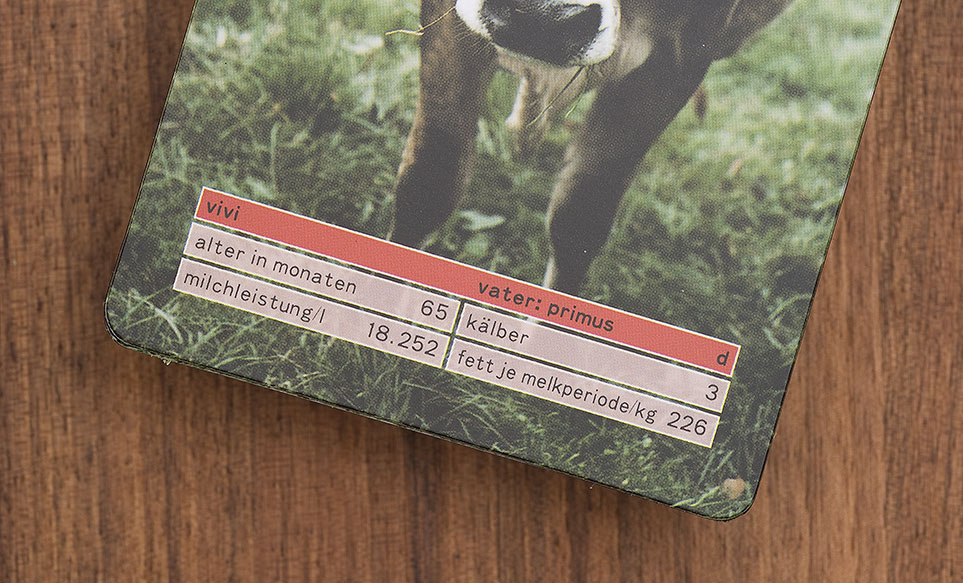 vivi vater: primus d
alter in monaten 65 kälber 3
milchleistung/l 18.252 fett je melkperiode/kg 226